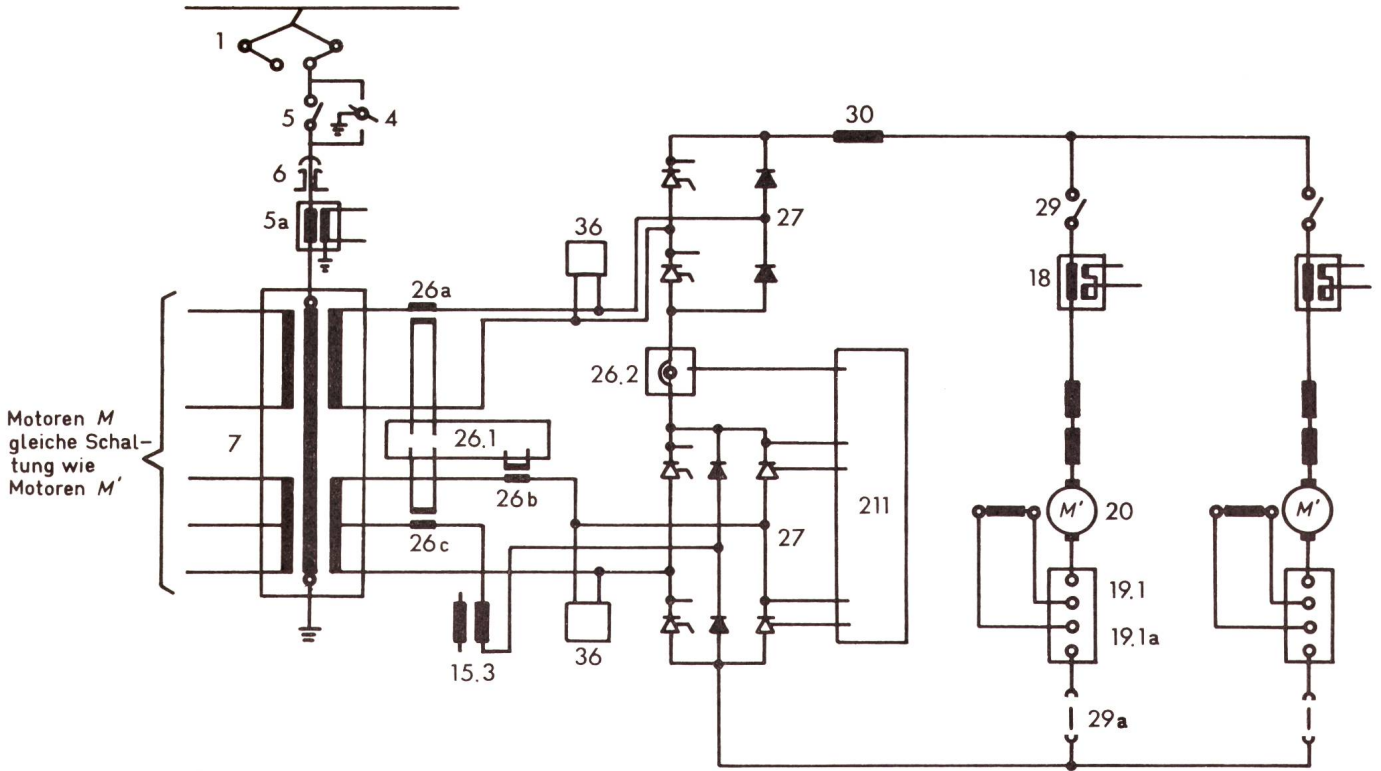 1
5
4
6
5a
30
36
27
29
18
26a
26.2
Motoren M
gleiche Schal-
tung wie
Motoren M'
7
26.1
26b
211
M'
20
M'
26c
27
15.3
36
19.1
19.1a
29a